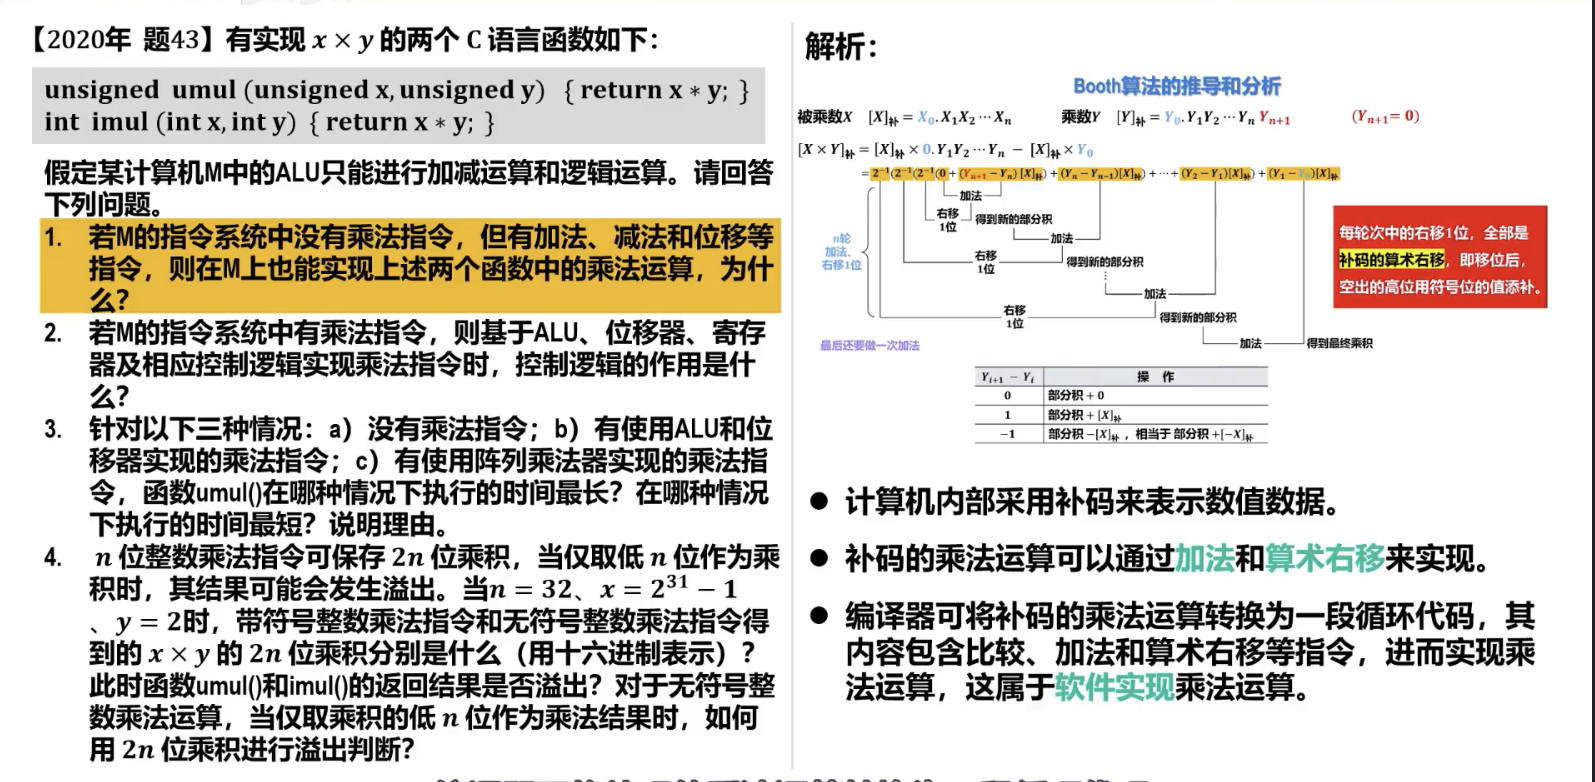 【2020年 题43】有实现 x × y 的两个 C 语言函数如下：
unsigned umul (unsigned x, unsigned y) { return x * y; }
int imul (int x, int y) { return x * y; }
假定某计算机M中的ALU只能进行加减运算和逻辑运算。请回答
下列问题。
1. 若M的指令系统中没有乘法指令，但有加法、减法和位移等
指令，则在M上也能实现上述两个函数中的乘法运算，为什
么？
2. 若M的指令系统中有乘法指令，则基于ALU、位移器、寄存
器及相应控制逻辑实现乘法指令时，控制逻辑的作用是什
么？
3. 针对以下三种情况：a）没有乘法指令；b）有使用ALU和位
移器实现的乘法指令；c）有使用阵列乘法器实现的乘法指
令，函数umul()在哪种情况下执行的时间最长？在哪种情况
下执行的时间最短？说明理由。
4. n 位整数乘法指令可保存 2n 位乘积，当仅取低 n 位作为乘
积时，其结果可能会发生溢出。当n = 32、x = 2³¹ − 1
、y = 2时，带符号整数乘法指令和无符号整数乘法指令得
到的 x × y 的 2n 位乘积分别是什么（用十六进制表示）？
此时函数umul()和imul()的返回结果是否溢出？对于无符号整
数乘法运算，当仅取乘积的低 n 位作为乘法结果时，如何
用 2n 位乘积进行溢出判断？
解析：
Booth算法的推导和分析
被乘数X [X]补 = X₀.X₁X₂⋯Xₙ 乘数Y [Y]补 = Y₀.Y₁Y₂⋯Yₙ Yₙ₊₁ (Yₙ₊₁= 0)
[X × Y]补 = [X]补 × 0.Y₁Y₂⋯Yₙ − [X]补 × Y₀
= 2⁻¹(2⁻¹(2⁻¹(0 + (Yₙ₊₁ − Yₙ) [X]补) + (Yₙ − Yₙ₋₁)[X]补) + ⋯ + (Y₂ − Y₁)[X]补) + (Y₁ − Y₀)[X]补
加法
右移
1位
得到新的部分积
加法
右移
1位
得到新的部分积
加法
右移
1位
得到新的部分积
加法
得到最终乘积
n轮
加法、
右移1位
最后还要做一次加法
每轮次中的右移1位，全部是
补码的算术右移，即移位后，
空出的高位用符号位的值添补。
Yᵢ₊₁ − Yᵢ 操 作
0 部分积 + 0
1 部分积 + [X]补
−1 部分积 −[X]补 ，相当于 部分积 +[−X]补
● 计算机内部采用补码来表示数值数据。
● 补码的乘法运算可以通过加法和算术右移来实现。
● 编译器可将补码的乘法运算转换为一段循环代码，其
内容包含比较、加法和算术右移等指令，进而实现乘
法运算，这属于软件实现乘法运算。